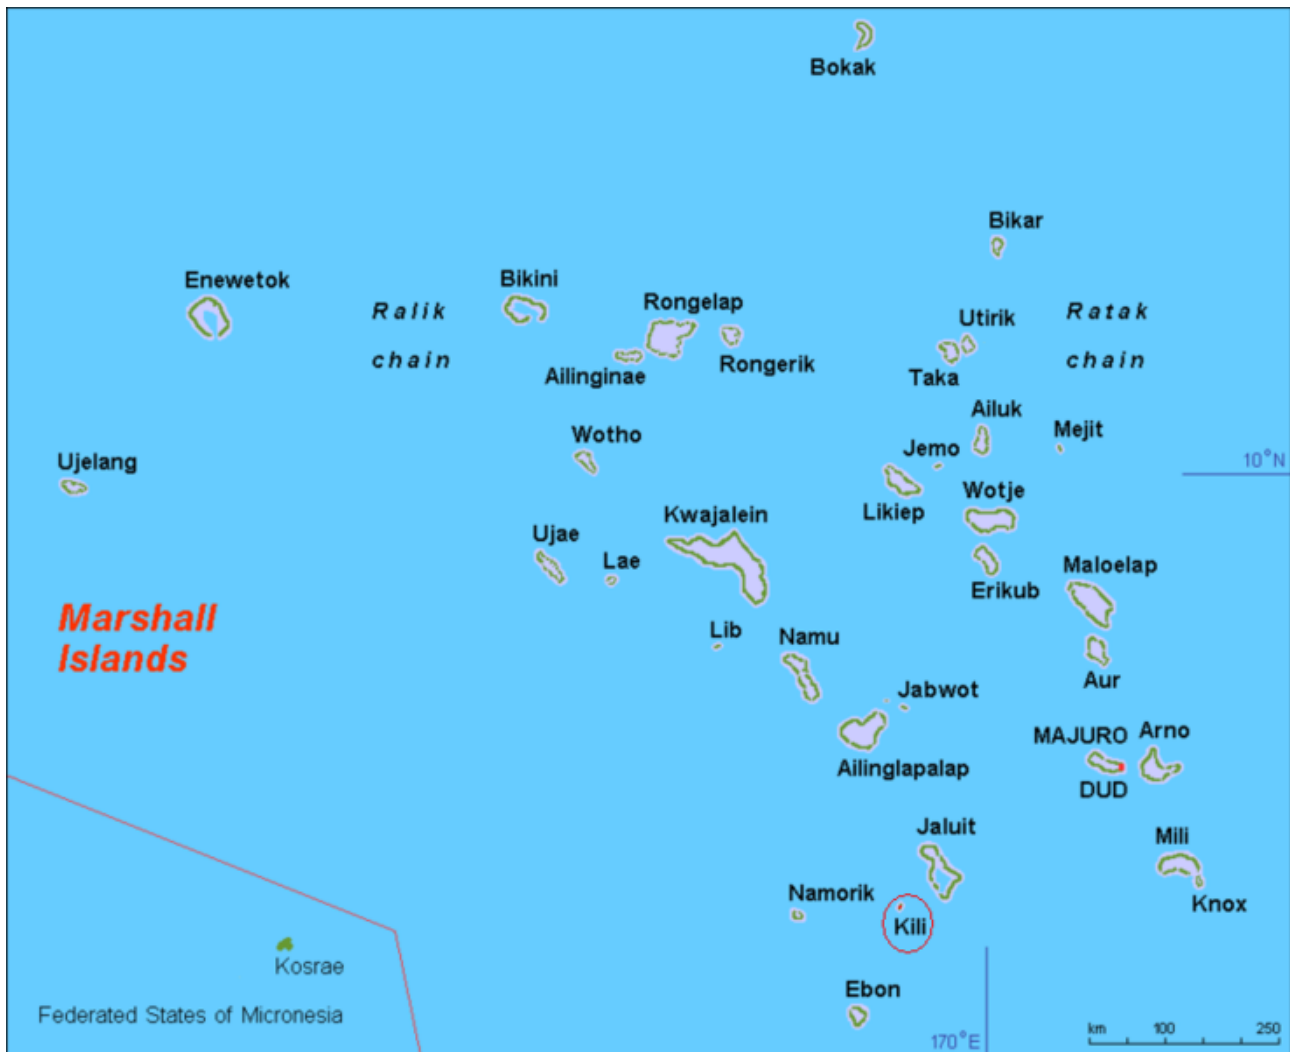 Bokak
Bikar
Enewetok
Bikini
Rongelap
Ralik
chain
Utirik
Ratak
chain
Rongerik
Ailinginae
Taka
Ailuk
Mejit
Wotho
Jemo
Ujelang
10°N
Wotje
Likiep
Kwajalein
Ujae
Lae
Maloelap
Erikub
Marshall
Islands
Lib
Namu
Aur
Jabwot
MAJURO
Arno
Ailinglapalap
DUD
Jaluit
Mili
Namorik
Knox
Kili
Kosrae
Ebon
Federated States of Micronesia
km 100 250
170°E